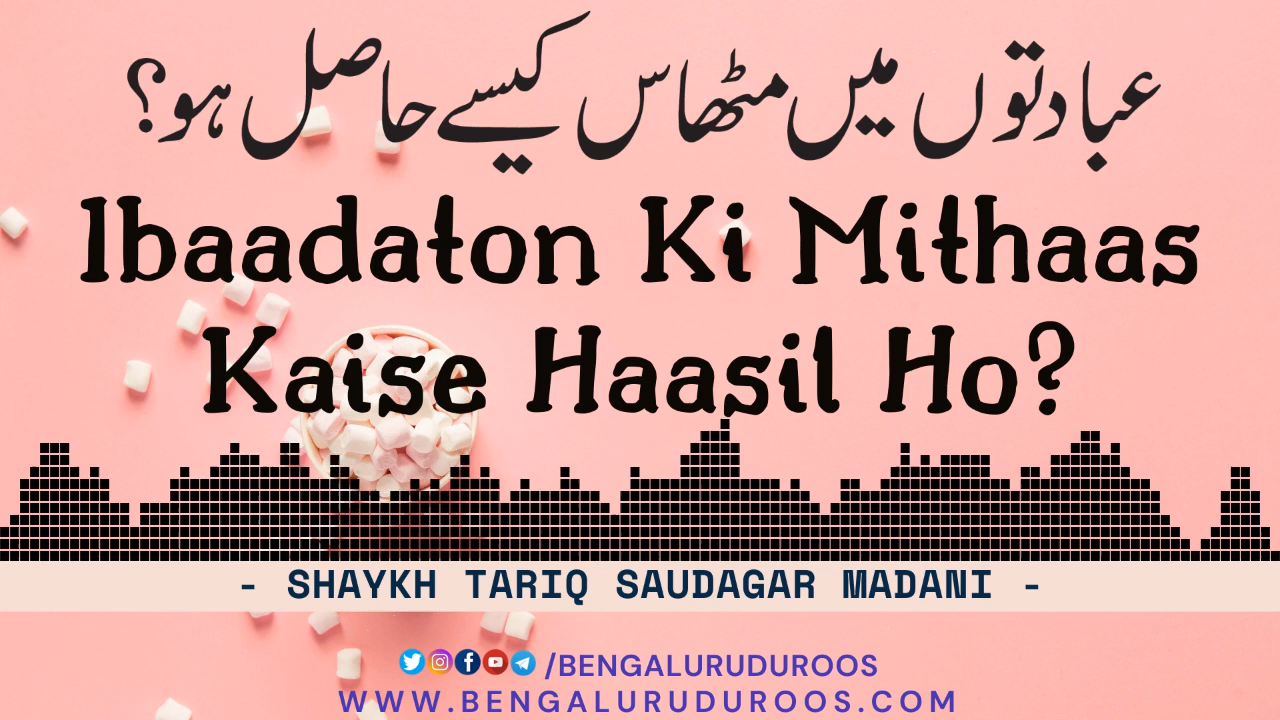 عبادتوں میں مٹھاس کیسے حاصل ہو؟
Ibaadaton Ki Mithaas
Kaise Haasil Ho?
- SHAYKH TARIQ SAUDAGAR MADANI -
/BENGALURUDUROOS
WWW.BENGALURUDUROOS.COM